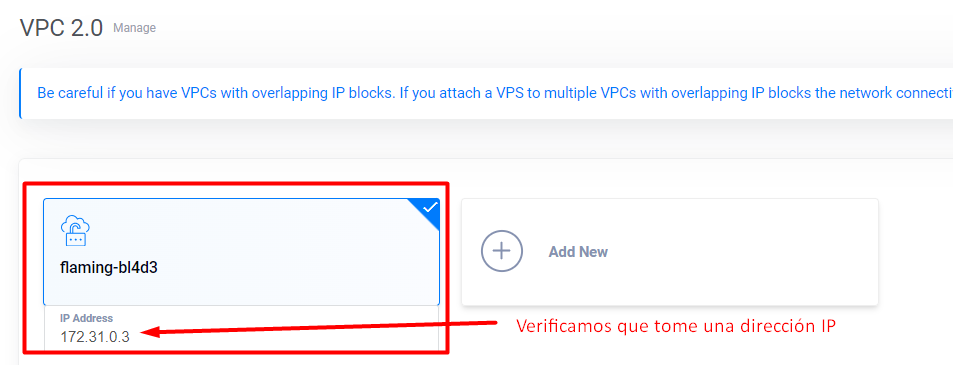 VPC 2.0 Manage
Be careful if you have VPCs with overlapping IP blocks. If you attach a VPS to multiple VPCs with overlapping IP blocks the network connecti
flaming-bl4d3
Add New
IP Address
172.31.0.3
Verificamos que tome una dirección IP